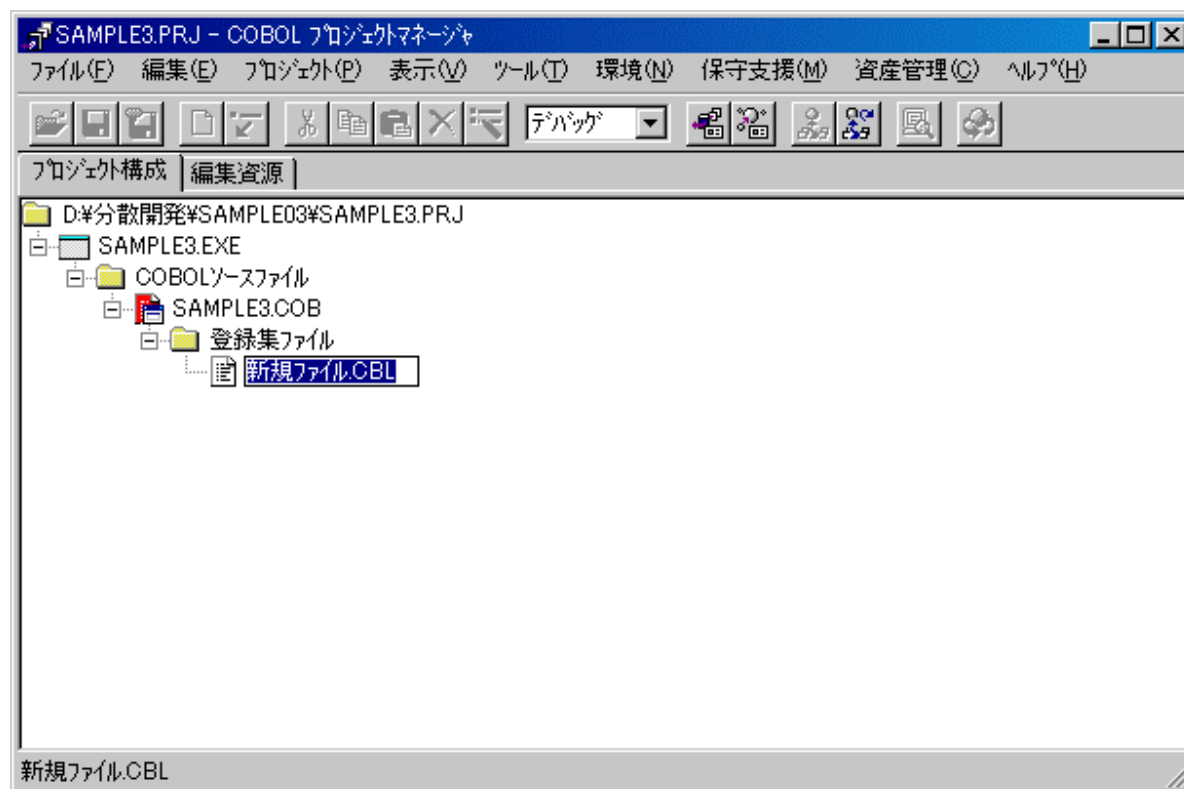 SAMPLE3.PRJ - COBOL ﾌﾟﾛｼﾞｪｸﾄﾏﾈｰｼﾞｬ
ﾌｧｲﾙ(F) 編集(E) ﾌﾟﾛｼﾞｪｸﾄ(P) 表示(V) ﾂｰﾙ(T) 環境(N) 保守支援(M) 資産管理(C) ﾍﾙﾌﾟ(H)
ﾃﾞﾊﾞｯｸﾞ
ﾌﾟﾛｼﾞｪｸﾄ構成 編集資源
D:¥分散開発¥SAMPLE03¥SAMPLE3.PRJ
SAMPLE3.EXE
COBOLｿｰｽﾌｧｲﾙ
SAMPLE3.COB
登録集ﾌｧｲﾙ
新規ﾌｧｲﾙ.CBL
新規ﾌｧｲﾙ.CBL